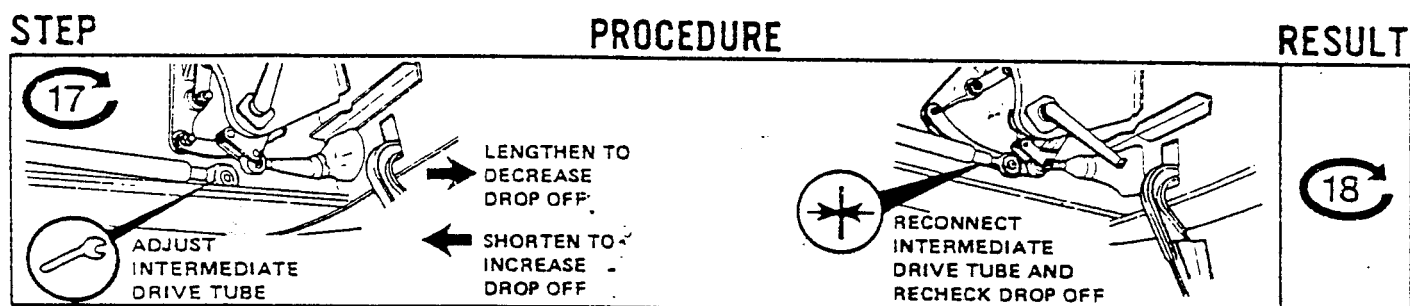 STEP PROCEDURE RESULT
17
LENGTHEN TO
DECREASE
DROP OFF
SHORTEN TO
INCREASE
DROP OFF
ADJUST
INTERMEDIATE
DRIVE TUBE
RECONNECT
INTERMEDIATE
DRIVE TUBE AND
RECHECK DROP OFF
18